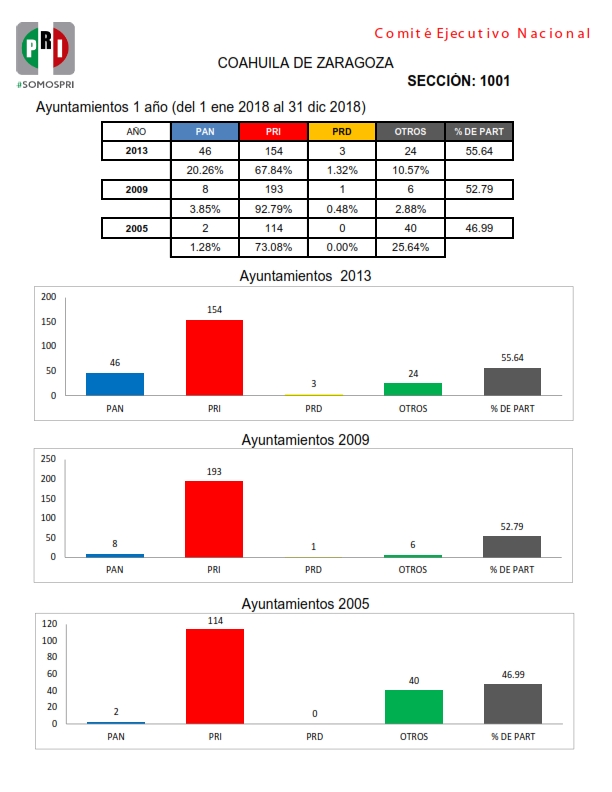 Comité Ejecutivo Nacional
PRI
#SOMOSPRI
COAHUILA DE ZARAGOZA
SECCIÓN: 1001
Ayuntamientos 1 año (del 1 ene 2018 al 31 dic 2018)
AÑO PAN PRI PRD OTROS % DE PART
2013 46 154 3 24 55.64
20.26% 67.84% 1.32% 10.57%
2009 8 193 1 6 52.79
3.85% 92.79% 0.48% 2.88%
2005 2 114 0 40 46.99
1.28% 73.08% 0.00% 25.64%
Ayuntamientos 2013
200
150
100
50
0
46 154 3 24 55.64
PAN PRI PRD OTROS % DE PART
Ayuntamientos 2009
250
200
150
100
50
0
8 193 1 6 52.79
PAN PRI PRD OTROS % DE PART
Ayuntamientos 2005
120
100
80
60
40
20
0
2 114 0 40 46.99
PAN PRI PRD OTROS % DE PART